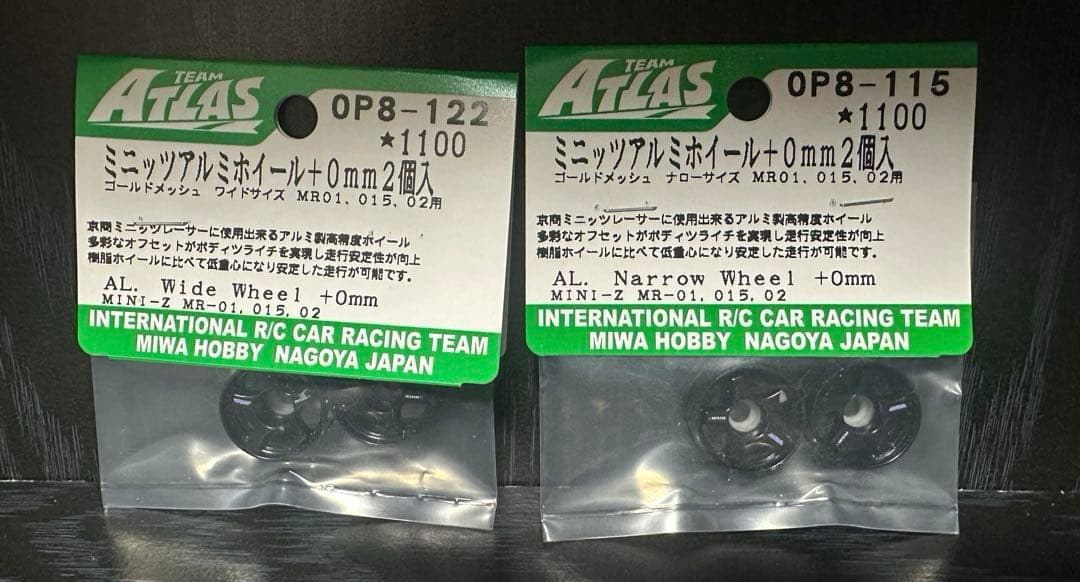 TEAM
ATLAS
OP8-122
★1100
ミニッツアルミホイール+0mm2個入
ゴールドメッシュ ワイドサイズ MR01、015、02用
京商ミニッツレーサーに使用出来るアルミ製高精度ホイール
多彩なオフセットがボディツライチを実現し走行安定性が向上
樹脂ホイールに比べて低重心になり安定した走行が可能です。
AL. Wide Wheel +0mm
MINI-Z MR-01, 015, 02
INTERNATIONAL R/C CAR RACING TEAM
MIWA HOBBY NAGOYA JAPAN
TEAM
ATLAS
OP8-115
★1100
ミニッツアルミホイール+0mm2個入
ゴールドメッシュ ナローサイズ MR01、015、02用
京商ミニッツレーサーに使用出来るアルミ製高精度ホイール
多彩なオフセットがボディツライチを実現し走行安定性が向上
樹脂ホイールに比べて低重心になり安定した走行が可能です。
AL. Narrow Wheel +0mm
MINI-Z MR-01, 015, 02
INTERNATIONAL R/C CAR RACING TEAM
MIWA HOBBY NAGOYA JAPAN